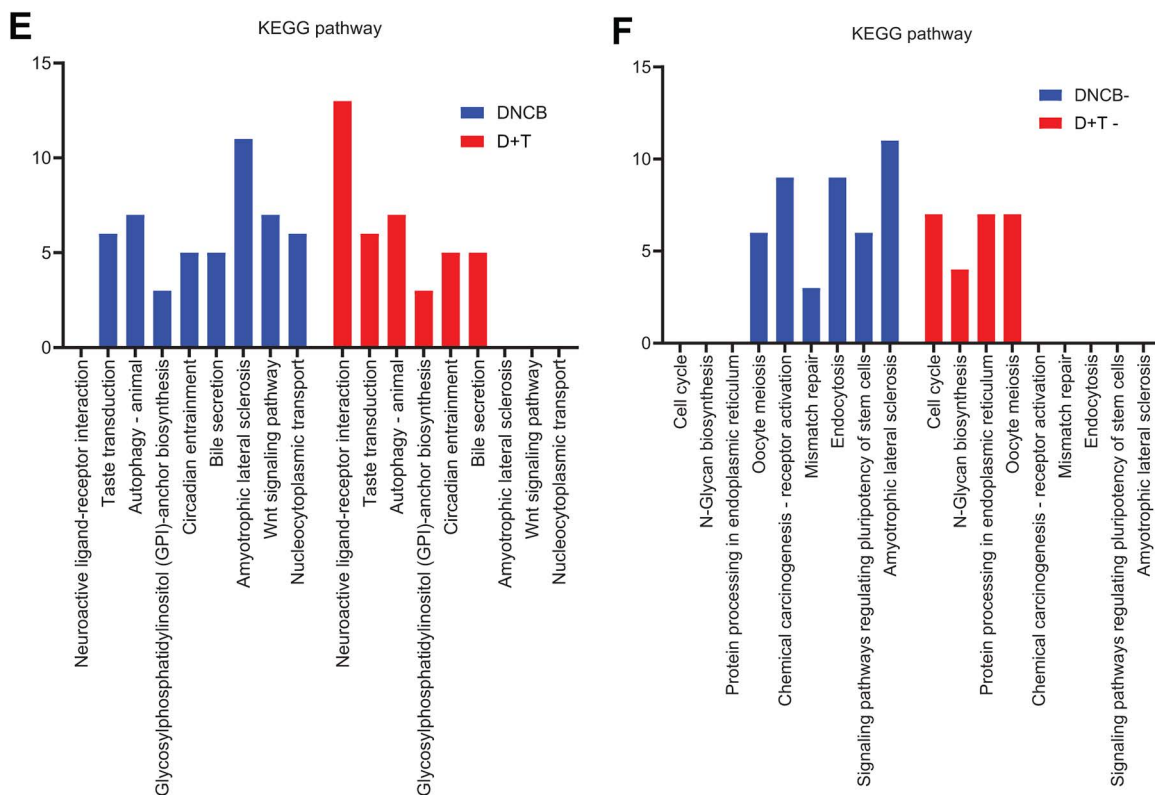 E
KEGG pathway
15
10
5
0
DNCB
D+T
Neuroactive ligand-receptor interaction
Taste transduction
Autophagy - animal
Glycosylphosphatidylinositol (GPI)-anchor biosynthesis
Circadian entrainment
Bile secretion
Amyotrophic lateral sclerosis
Wnt signaling pathway
Nucleocytoplasmic transport
Neuroactive ligand-receptor interaction
Taste transduction
Autophagy - animal
Glycosylphosphatidylinositol (GPI)-anchor biosynthesis
Circadian entrainment
Bile secretion
Amyotrophic lateral sclerosis
Wnt signaling pathway
Nucleocytoplasmic transport
F
KEGG pathway
15
10
5
0
DNCB-
D+T -
Cell cycle
N-Glycan biosynthesis
Protein processing in endoplasmic reticulum
Oocyte meiosis
Chemical carcinogenesis - receptor activation
Mismatch repair
Endocytosis
Signaling pathways regulating pluripotency of stem cells
Amyotrophic lateral sclerosis
Cell cycle
N-Glycan biosynthesis
Protein processing in endoplasmic reticulum
Oocyte meiosis
Chemical carcinogenesis - receptor activation
Mismatch repair
Endocytosis
Signaling pathways regulating pluripotency of stem cells
Amyotrophic lateral sclerosis